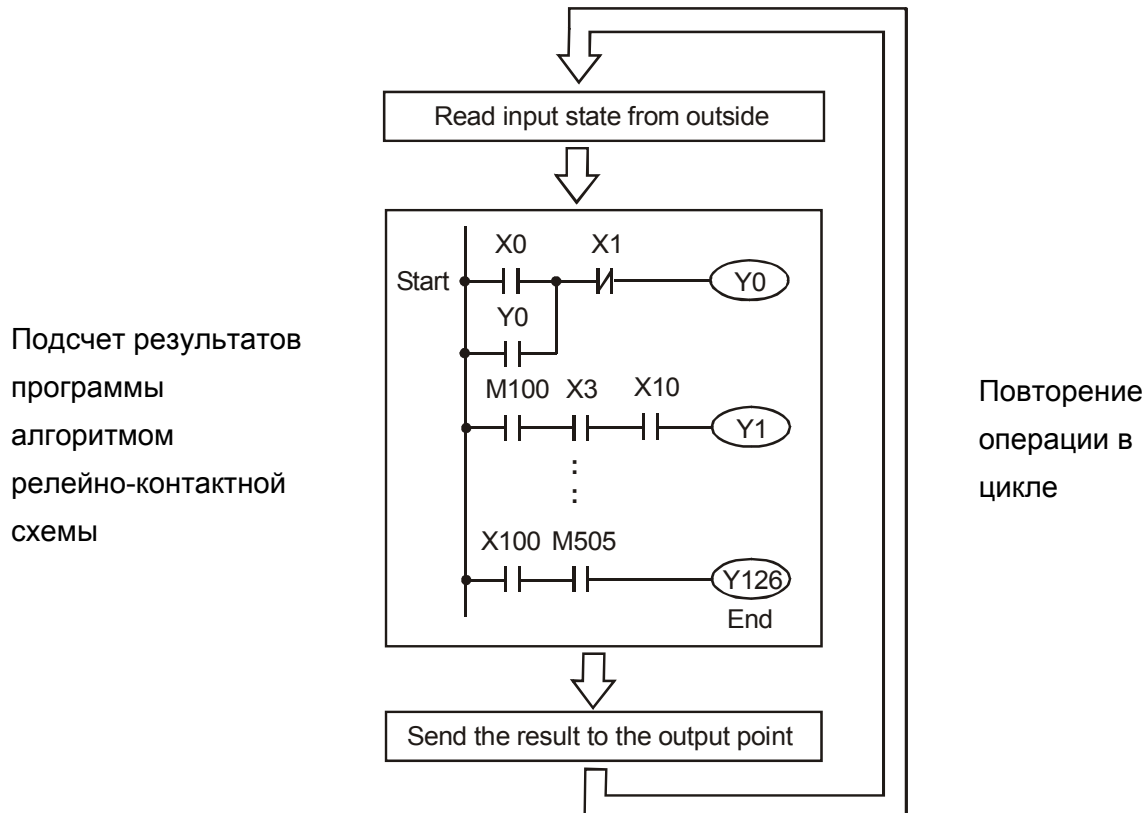 Read input state from outside
X0 X1
Start Y0
Y0
M100 X3 X10
Y1
X100 M505
Y126
End
Send the result to the output point
Подсчет результатов
программы
алгоритмом
релейно-контактной
схемы
Повторение
операции в
цикле